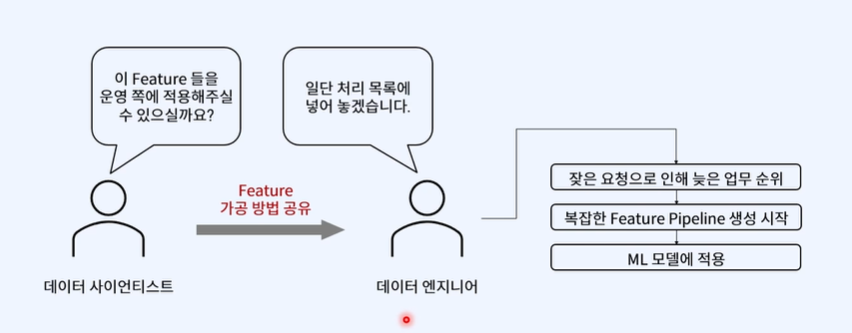 이 Feature 들을
운영 쪽에 적용해주실
수 있으실까요?
일단 처리 목록에
넣어 놓겠습니다.
Feature
가공 방법 공유
데이터 사이언티스트
데이터 엔지니어
잦은 요청으로 인해 늦은 업무 순위
복잡한 Feature Pipeline 생성 시작
ML 모델에 적용